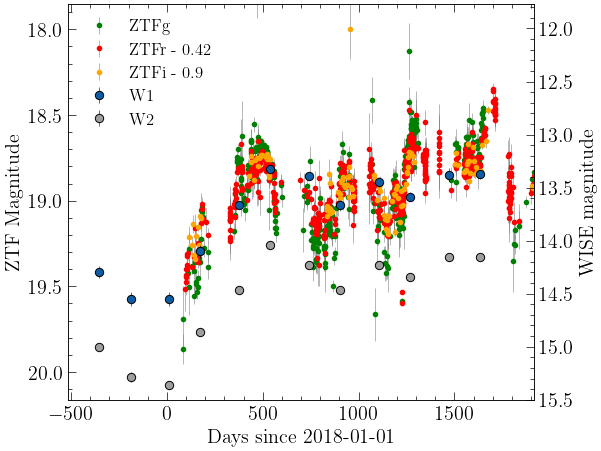 ZTFg
ZTFr - 0.42
ZTFi - 0.9
W1
W2
18.0
18.5
19.0
19.5
20.0
ZTF Magnitude
12.0
12.5
13.0
13.5
14.0
14.5
15.0
15.5
WISE magnitude
−500
0
500
1000
1500
Days since 2018-01-01